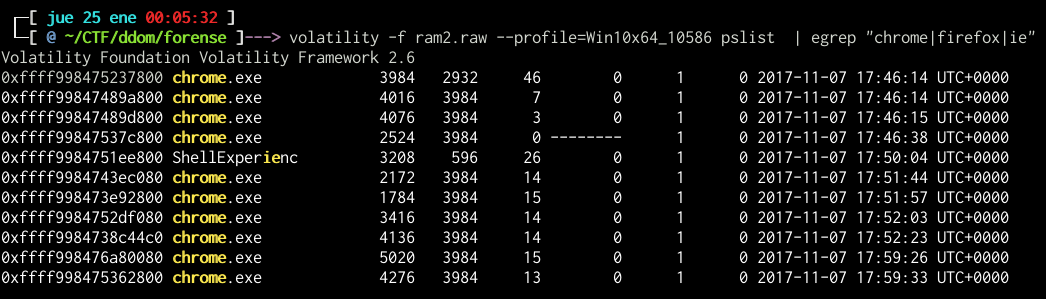 [ jue 25 ene 00:05:32 ]
[ @ ~/CTF/ddom/forense ]---> volatility -f ram2.raw --profile=Win10x64_10586 pslist | egrep "chrome|firefox|ie"
Volatility Foundation Volatility Framework 2.6
0xffff998475237800 chrome.exe 3984 2932 46 0 1 0 2017-11-07 17:46:14 UTC+0000
0xffff99847489a800 chrome.exe 4016 3984 7 0 1 0 2017-11-07 17:46:14 UTC+0000
0xffff99847489d800 chrome.exe 4076 3984 3 0 1 0 2017-11-07 17:46:15 UTC+0000
0xffff99847537c800 chrome.exe 2524 3984 0 -------- 1 0 2017-11-07 17:46:38 UTC+0000
0xffff9984751ee800 ShellExperienc 3208 596 26 0 1 0 2017-11-07 17:50:04 UTC+0000
0xffff9984743ec080 chrome.exe 2172 3984 14 0 1 0 2017-11-07 17:51:44 UTC+0000
0xffff998473e92800 chrome.exe 1784 3984 15 0 1 0 2017-11-07 17:51:57 UTC+0000
0xffff9984752df080 chrome.exe 3416 3984 14 0 1 0 2017-11-07 17:52:03 UTC+0000
0xffff9984738c44c0 chrome.exe 4136 3984 14 0 1 0 2017-11-07 17:52:23 UTC+0000
0xffff998476a80080 chrome.exe 5020 3984 15 0 1 0 2017-11-07 17:59:26 UTC+0000
0xffff998475362800 chrome.exe 4276 3984 13 0 1 0 2017-11-07 17:59:33 UTC+0000